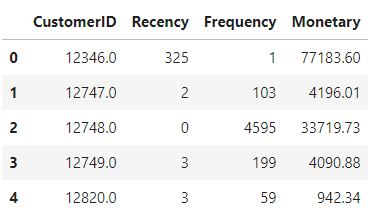 CustomerID Recency Frequency Monetary
0 12346.0 325 1 77183.60
1 12747.0 2 103 4196.01
2 12748.0 0 4595 33719.73
3 12749.0 3 199 4090.88
4 12820.0 3 59 942.34